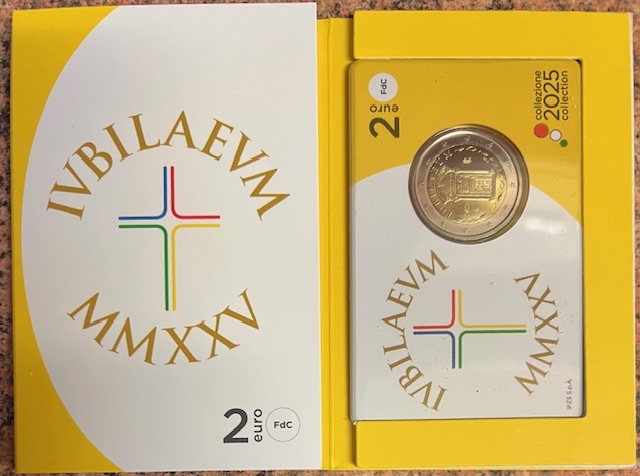 IVBILAEVM
MMXXV
2
euro
FdC
2
euro
FdC
collezione
2025
collection
IVBILAEVM
MMXXV
IPZS S.p.A.